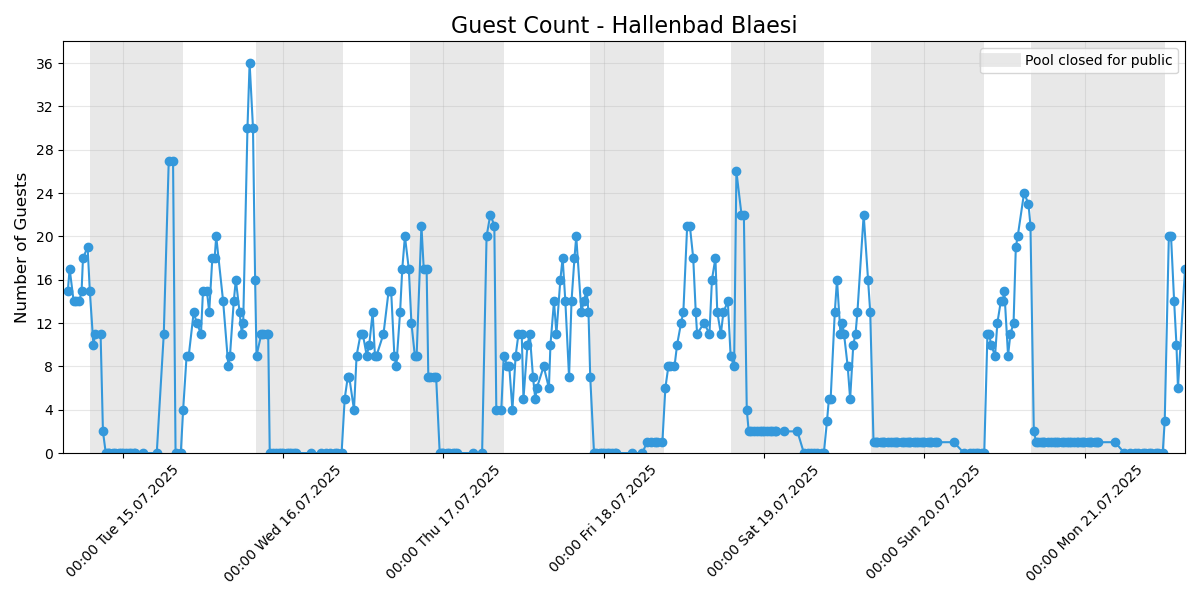 Guest Count - Hallenbad Blaesi
Pool closed for public
Number of Guests
36
32
28
24
20
16
12
8
4
0
00:00 Tue 15.07.2025
00:00 Wed 16.07.2025
00:00 Thu 17.07.2025
00:00 Fri 18.07.2025
00:00 Sat 19.07.2025
00:00 Sun 20.07.2025
00:00 Mon 21.07.2025